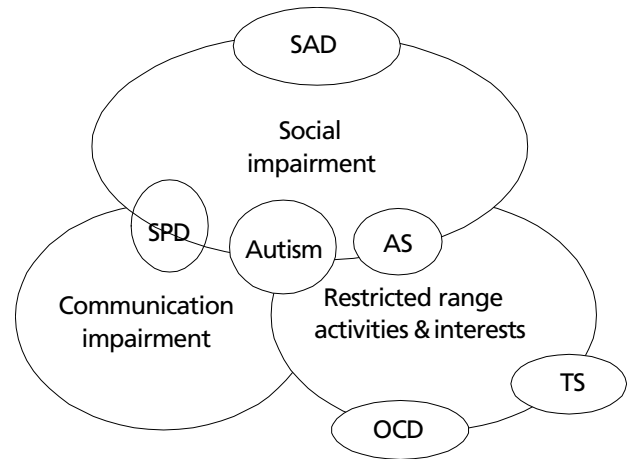 SAD
Social
impairment
SPD
Autism
AS
Communication
impairment
Restricted range
activities & interests
TS
OCD